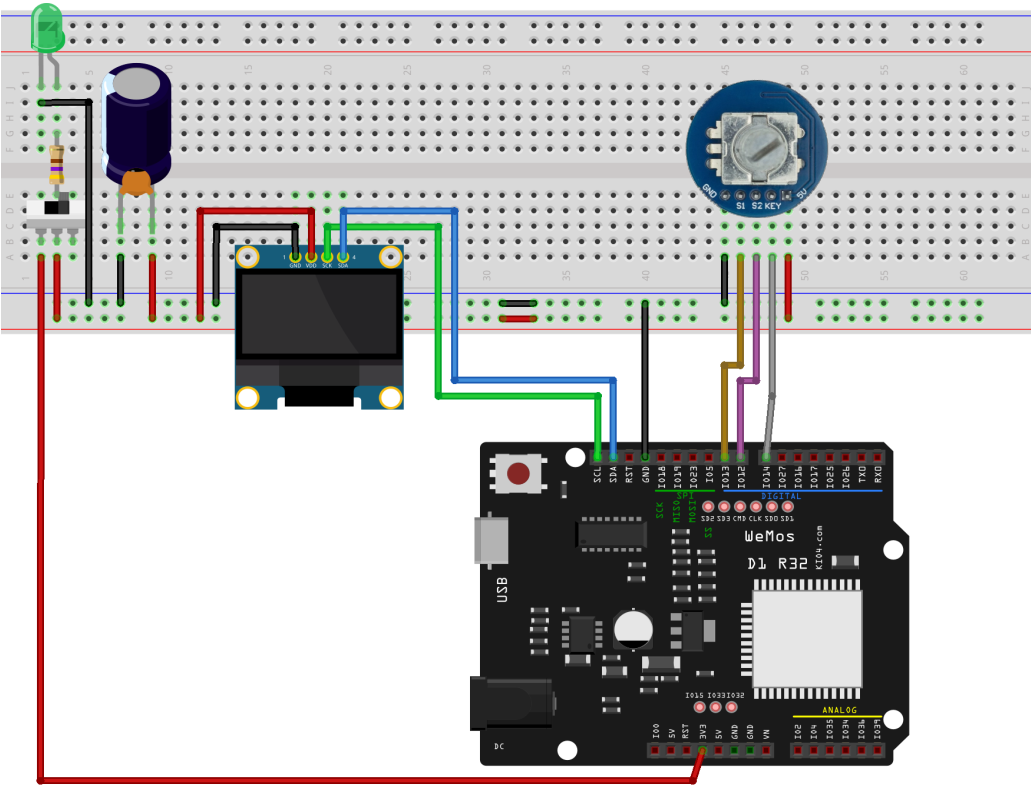 1 5 10 15 20 25 30 35 40 45 50 55 60
J
I
H
G
F
E
D
C
B
A
GND S1 S2 KEY 5V
1 GND VDD SCK SDA 4
SCL SDA RST GND IO18 IO19 IO23 IO5 IO13 IO12 IO14 IO27 IO16 IO17 IO25 IO26 TXD RXD
SPI DIGITAL
SCK MISO MOSI SS
SD2 SD3 CMD CLK SD0 SD1
WeMos
D1 R32
KIO4.com
USB
IO15 IO33 IO32
ANALOG
IO0 5V RST 3V3 5V GND GND VN IO2 IO4 IO35 IO34 IO36 IO39
DC